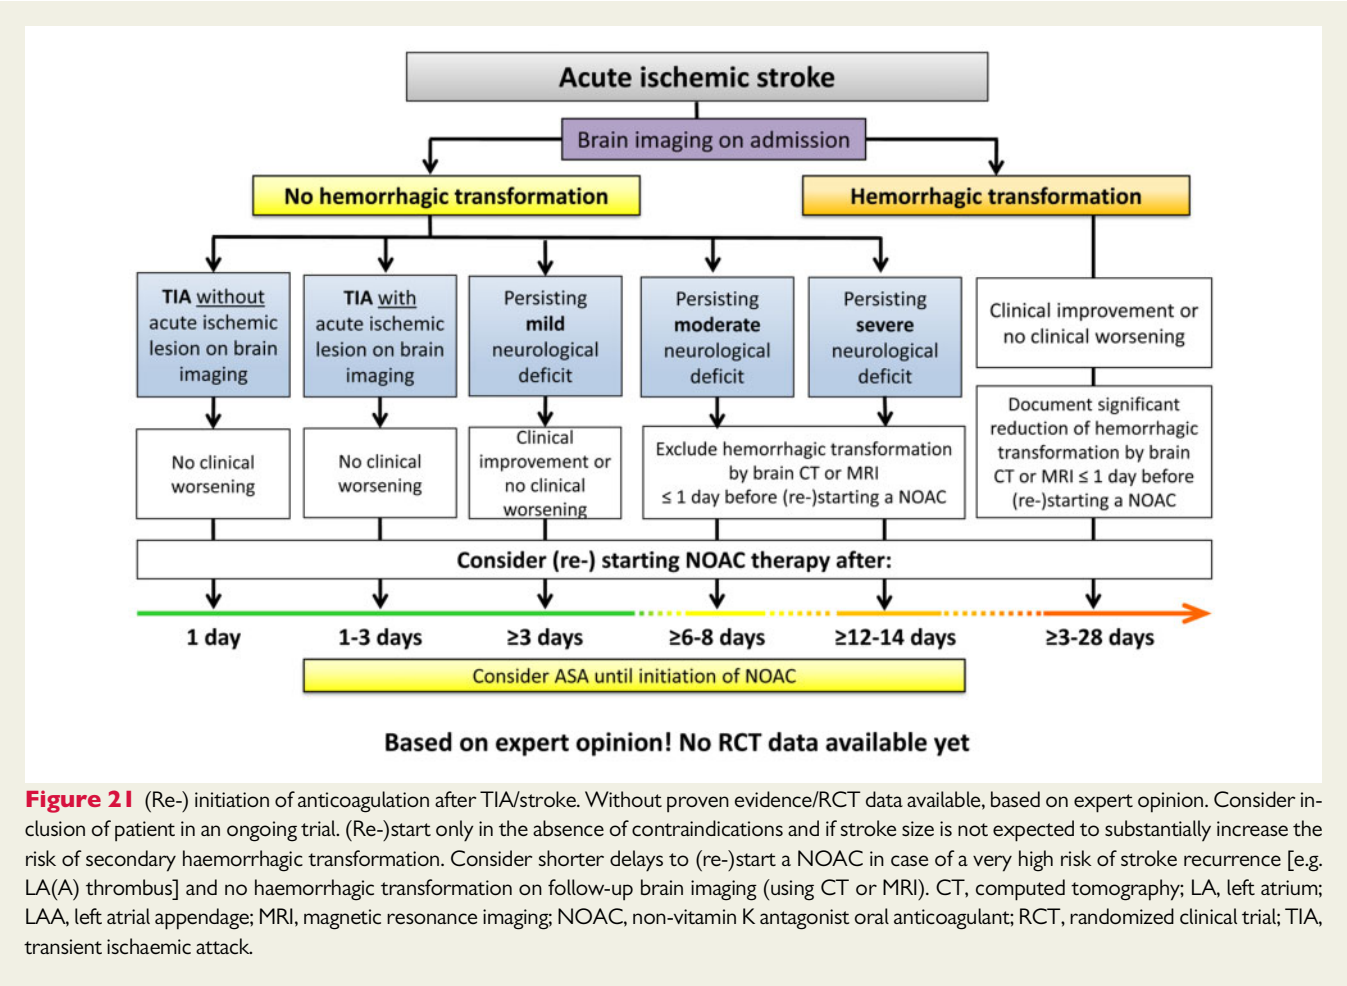 Acute ischemic stroke
Brain imaging on admission
No hemorrhagic transformation
Hemorrhagic transformation
TIA without
acute ischemic
lesion on brain
imaging
TIA with
acute ischemic
lesion on brain
imaging
Persisting
mild
neurological
deficit
Persisting
moderate
neurological
deficit
Persisting
severe
neurological
deficit
Clinical improvement or
no clinical worsening
No clinical
worsening
No clinical
worsening
Clinical
improvement or
no clinical
worsening
Exclude hemorrhagic transformation
by brain CT or MRI
≤ 1 day before (re-)starting a NOAC
Document significant
reduction of hemorrhagic
transformation by brain
CT or MRI ≤ 1 day before
(re-)starting a NOAC
Consider (re-) starting NOAC therapy after:
1 day
1-3 days
≥3 days
≥6-8 days
≥12-14 days
≥3-28 days
Consider ASA until initiation of NOAC
Based on expert opinion! No RCT data available yet
Figure 21 (Re-) initiation of anticoagulation after TIA/stroke. Without proven evidence/RCT data available, based on expert opinion. Consider in-
clusion of patient in an ongoing trial. (Re-)start only in the absence of contraindications and if stroke size is not expected to substantially increase the
risk of secondary haemorrhagic transformation. Consider shorter delays to (re-)start a NOAC in case of a very high risk of stroke recurrence [e.g.
LA(A) thrombus] and no haemorrhagic transformation on follow-up brain imaging (using CT or MRI). CT, computed tomography; LA, left atrium;
LAA, left atrial appendage; MRI, magnetic resonance imaging; NOAC, non-vitamin K antagonist oral anticoagulant; RCT, randomized clinical trial; TIA,
transient ischaemic attack.